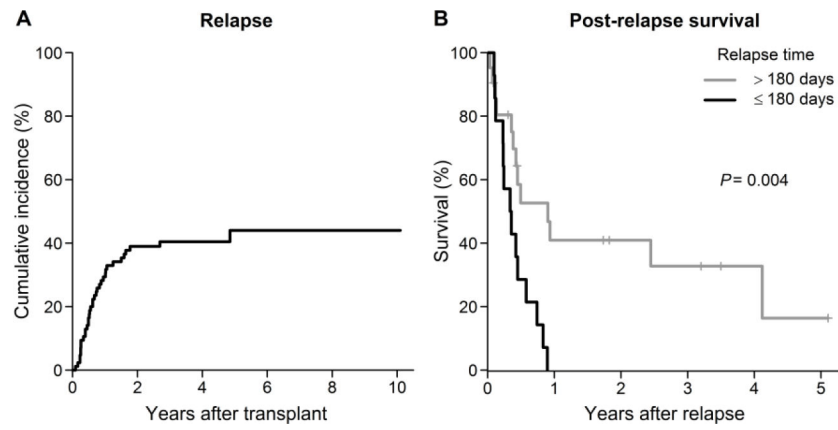 A
Relapse
Cumulative incidence (%)
100
80
60
40
20
0
0 2 4 6 8 10
Years after transplant
B
Post-relapse survival
Survival (%)
100
80
60
40
20
0
0 1 2 3 4 5
Years after relapse
Relapse time
> 180 days
≤ 180 days
P= 0.004